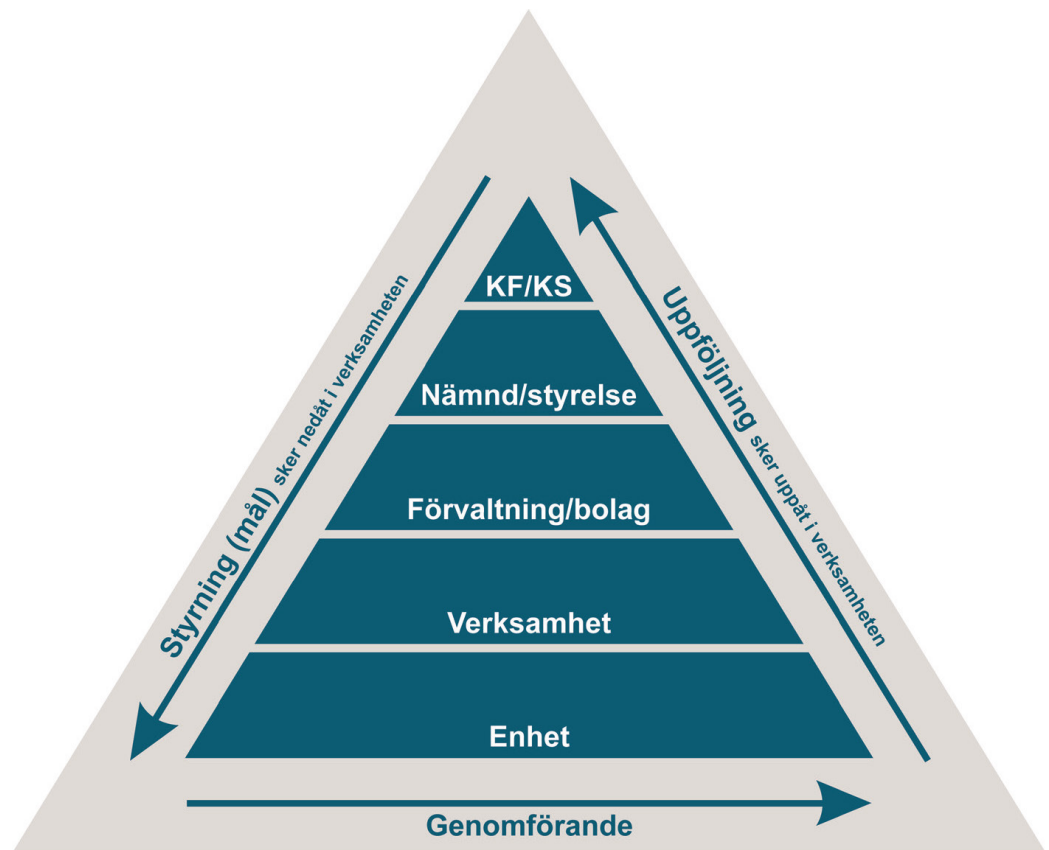 KF/KS
Nämnd/styrelse
Förvaltning/bolag
Verksamhet
Enhet
Styrning (mål) sker nedåt i verksamheten
Uppföljning sker uppåt i verksamheten
Genomförande